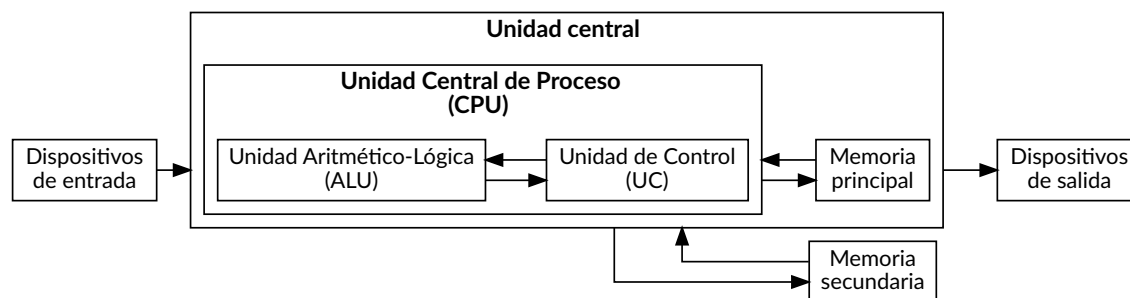 Unidad central
Unidad Central de Proceso
(CPU)
Dispositivos
de entrada
Unidad Aritmético-Lógica
(ALU)
Unidad de Control
(UC)
Memoria
principal
Dispositivos
de salida
Memoria
secundaria